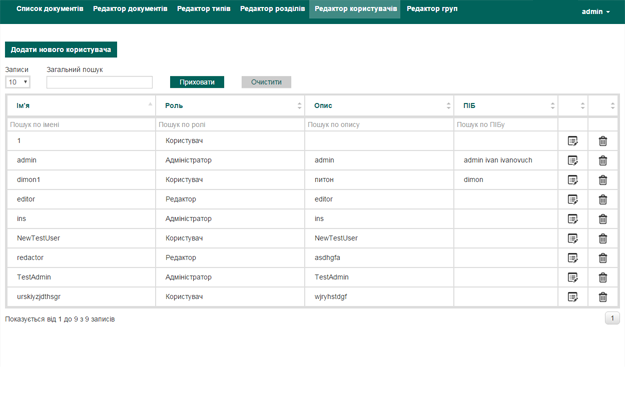 Список документів Редактор документів Редактор типів Редактор розділів Редактор користувачів Редактор груп admin
Додати нового користувача
Записи Загальний пошук
10 Приховати Очистити
Ім'я Роль Опис ПІБ
Пошук по імені Пошук по ролі Пошук по опису Пошук по ПІБу
1 Користувач
admin Адміністратор admin admin ivan ivanovuch
dimon1 Користувач питон dimon
editor Редактор editor
ins Адміністратор ins
NewTestUser Користувач NewTestUser
redactor Редактор asdhgfa
TestAdmin Адміністратор TestAdmin
urskiyzjdthsgr Користувач wjryhstdgf
Показується від 1 до 9 з 9 записів 1